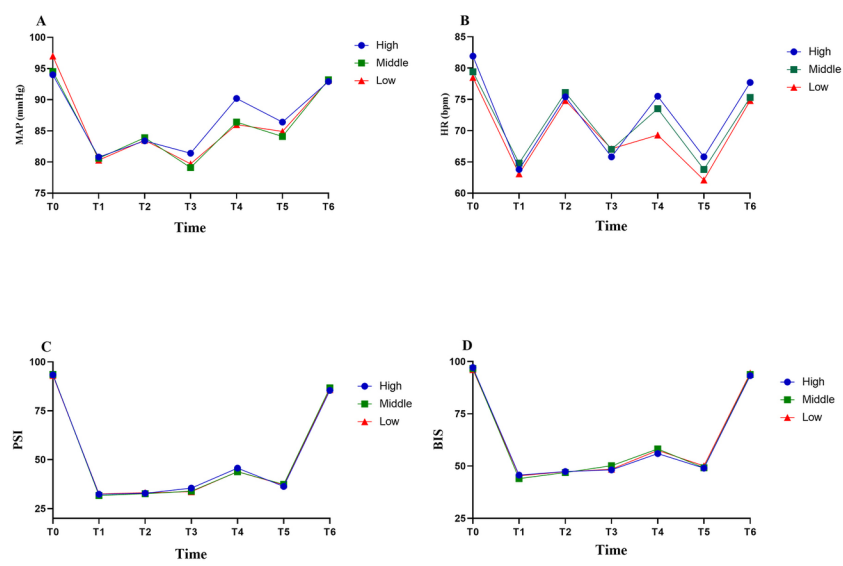 A
100
95
90
85
80
75
MAP (mmHg)
T0 T1 T2 T3 T4 T5 T6
Time
High
Middle
Low
B
85
80
75
70
65
60
HR (bpm)
T0 T1 T2 T3 T4 T5 T6
Time
High
Middle
Low
C
100
75
50
25
PSI
T0 T1 T2 T3 T4 T5 T6
Time
High
Middle
Low
D
100
75
50
25
BIS
T0 T1 T2 T3 T4 T5 T6
Time
High
Middle
Low